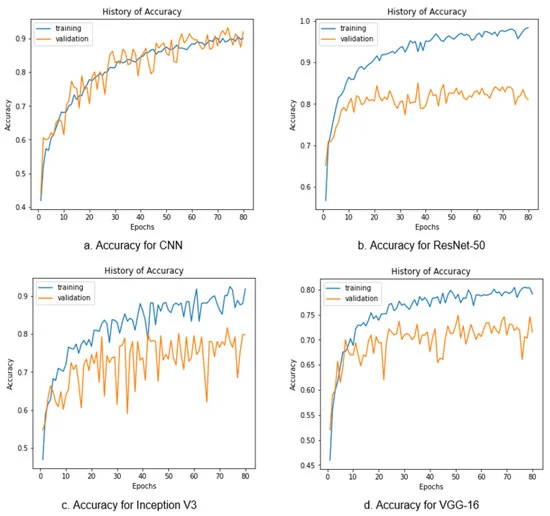 History of Accuracy
training
validation
Accuracy
0.9
0.8
0.7
0.6
0.5
0.4
0 10 20 30 40 50 60 70 80
Epochs
a. Accuracy for CNN
History of Accuracy
training
validation
Accuracy
1.0
0.9
0.8
0.7
0.6
0 10 20 30 40 50 60 70 80
Epochs
b. Accuracy for ResNet-50
History of Accuracy
training
validation
Accuracy
0.9
0.8
0.7
0.6
0.5
0 10 20 30 40 50 60 70 80
Epochs
c. Accuracy for Inception V3
History of Accuracy
training
validation
Accuracy
0.80
0.75
0.70
0.65
0.60
0.55
0.50
0.45
0 10 20 30 40 50 60 70 80
Epochs
d. Accuracy for VGG-16